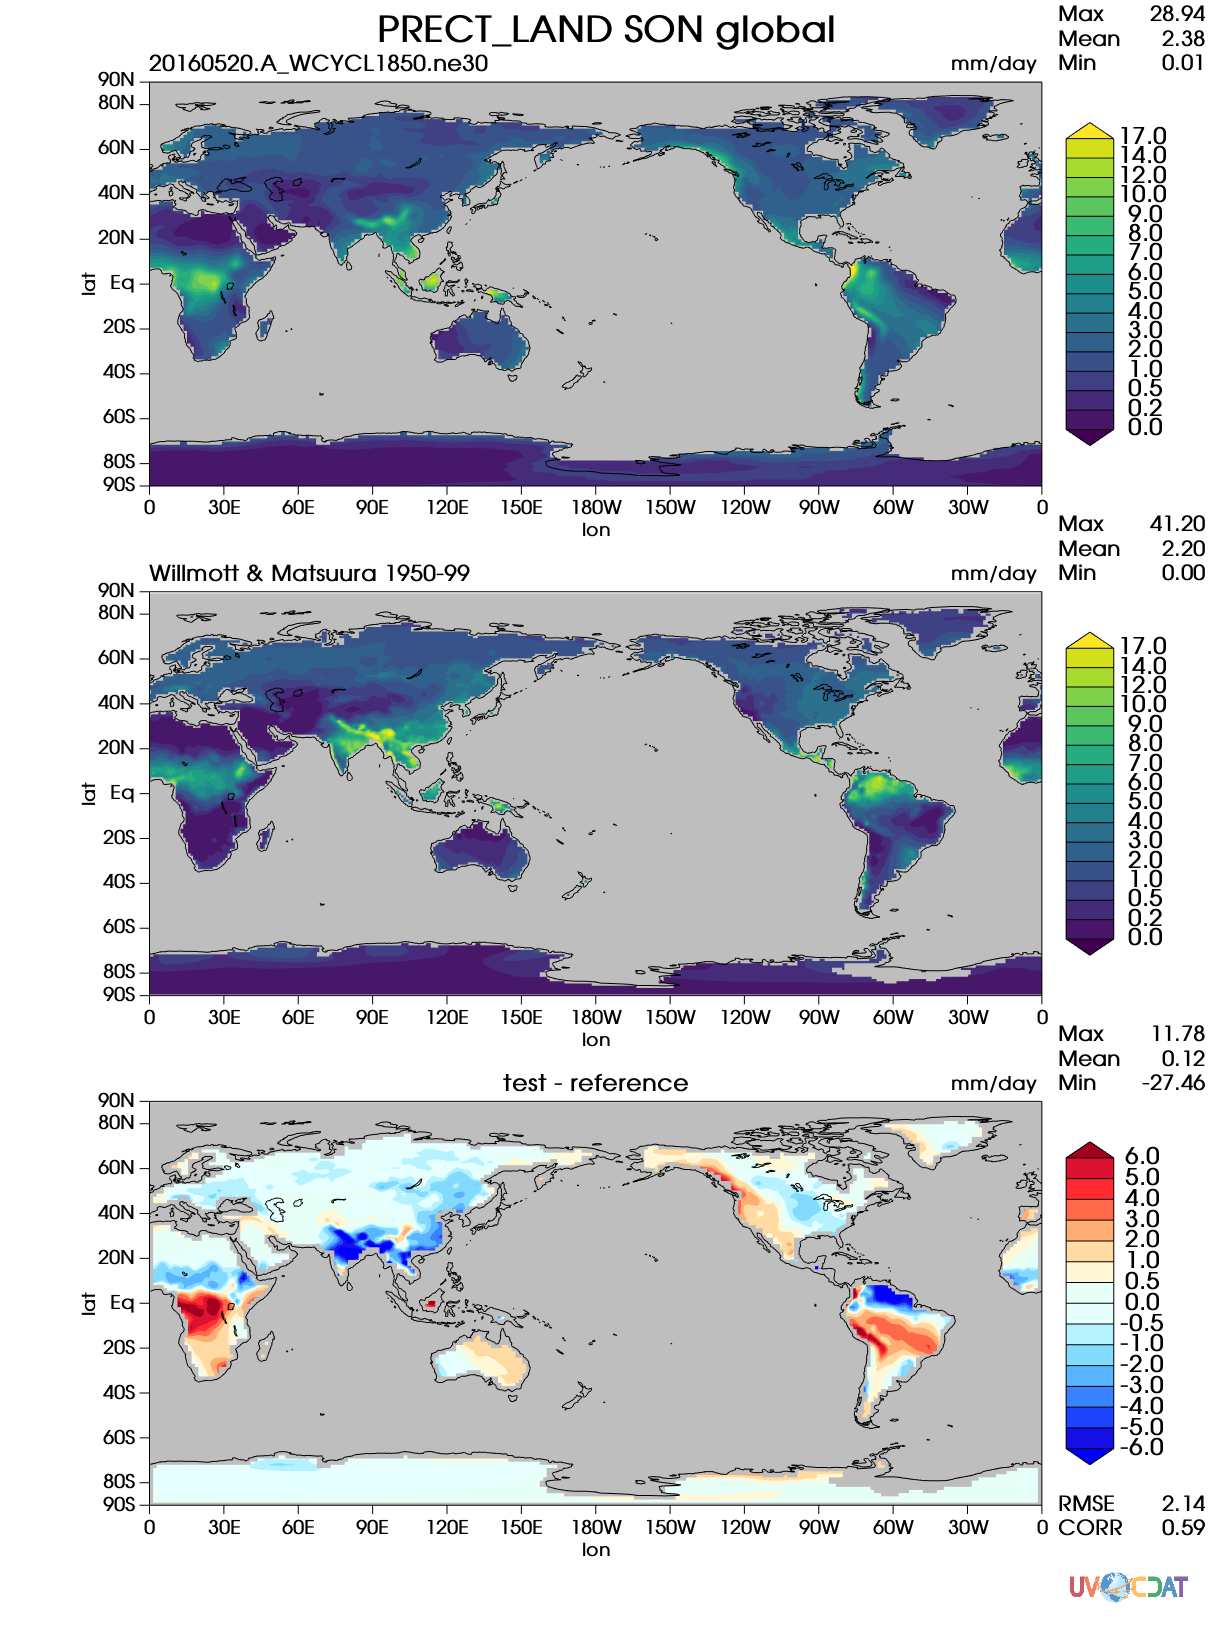 PRECT_LAND SON global
Max 28.94
Mean 2.38
Min 0.01
20160520.A_WCYCL1850.ne30 mm/day
90N
80N
60N
40N
20N
Eq
20S
40S
60S
80S
90S
lat
0 30E 60E 90E 120E 150E 180W 150W 120W 90W 60W 30W 0
lon
17.0
14.0
12.0
10.0
9.0
8.0
7.0
6.0
5.0
4.0
3.0
2.0
1.0
0.5
0.2
0.0
Max 41.20
Mean 2.20
Min 0.00
Willmott & Matsuura 1950-99 mm/day
90N
80N
60N
40N
20N
Eq
20S
40S
60S
80S
90S
lat
0 30E 60E 90E 120E 150E 180W 150W 120W 90W 60W 30W 0
lon
17.0
14.0
12.0
10.0
9.0
8.0
7.0
6.0
5.0
4.0
3.0
2.0
1.0
0.5
0.2
0.0
Max 11.78
Mean 0.12
Min -27.46
test - reference mm/day
90N
80N
60N
40N
20N
Eq
20S
40S
60S
80S
90S
lat
0 30E 60E 90E 120E 150E 180W 150W 120W 90W 60W 30W 0
lon
6.0
5.0
4.0
3.0
2.0
1.0
0.5
0.0
-0.5
-1.0
-2.0
-3.0
-4.0
-5.0
-6.0
RMSE 2.14
CORR 0.59
UV CDAT